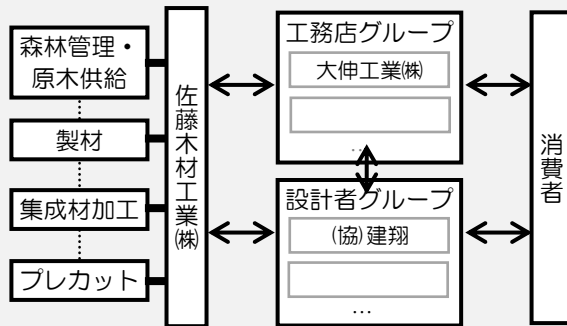 森林管理・
原木供給
製材
集成材加工
プレカット
佐藤木材工業㈱
工務店グループ
大伸工業㈱
…
設計者グループ
(協)建翔
…
消費者